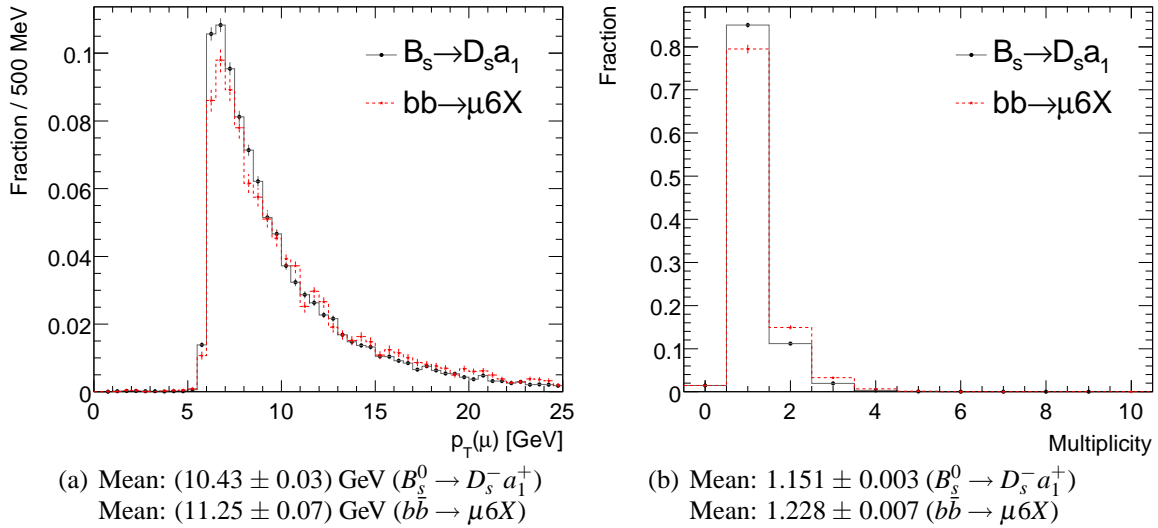 Fraction / 500 MeV
0.1
0.08
0.06
0.04
0.02
0
B_s→D_s a_1
bb→μ6X
0 5 10 15 20 25
p_T(μ) [GeV]
Fraction
0.8
0.7
0.6
0.5
0.4
0.3
0.2
0.1
0
B_s→D_s a_1
bb→μ6X
0 2 4 6 8 10
Multiplicity
(a) Mean: (10.43 ± 0.03) GeV (B_s^0 → D_s^- a_1^+)
Mean: (11.25 ± 0.07) GeV (bb̄ → μ6X)
(b) Mean: 1.151 ± 0.003 (B_s^0 → D_s^- a_1^+)
Mean: 1.228 ± 0.007 (bb̄ → μ6X)